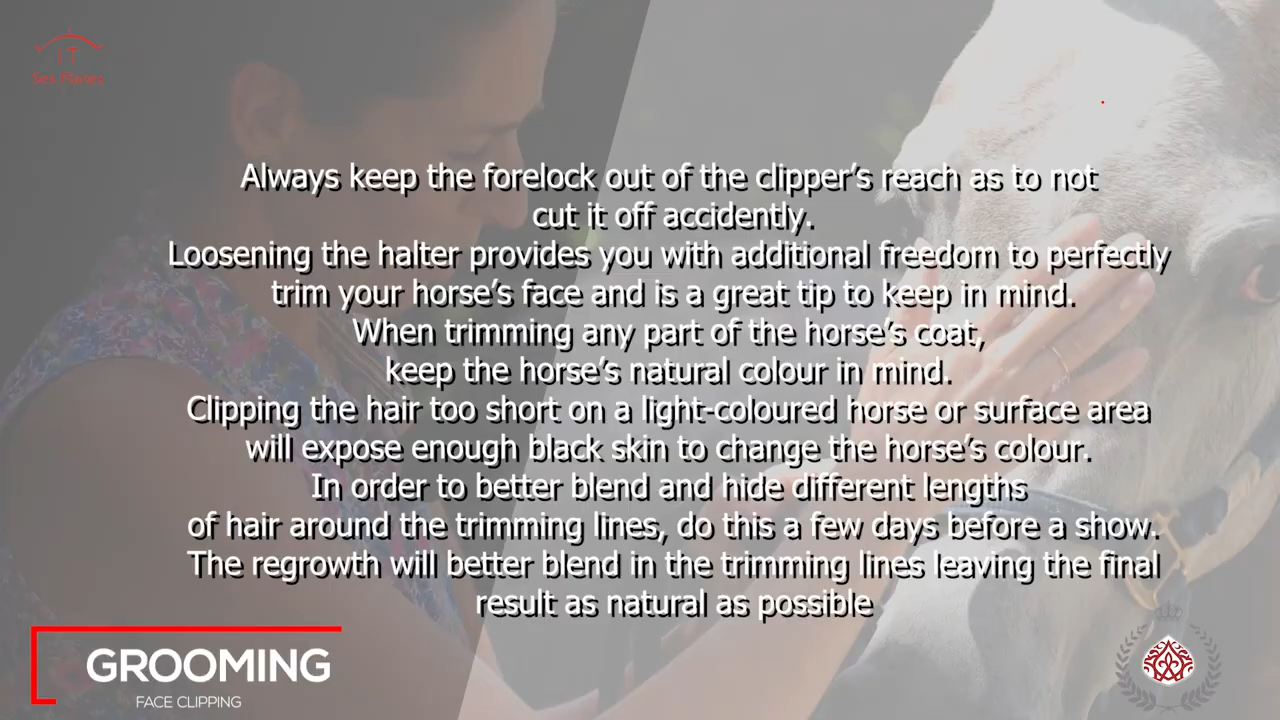 IT
Always keep the forelock out of the clipper's reach as to not
cut it off accidently.
Loosening the halter provides you with additional freedom to perfectly
trim your horse's face and is a great tip to keep in mind.
When trimming any part of the horse's coat,
keep the horse's natural colour in mind.
Clipping the hair too short on a light-coloured horse or surface area
will expose enough black skin to change the horse's colour.
In order to better blend and hide different lengths
of hair around the trimming lines, do this a few days before a show.
The regrowth will better blend in the trimming lines leaving the final
result as natural as possible
GROOMING
FACE CLIPPING